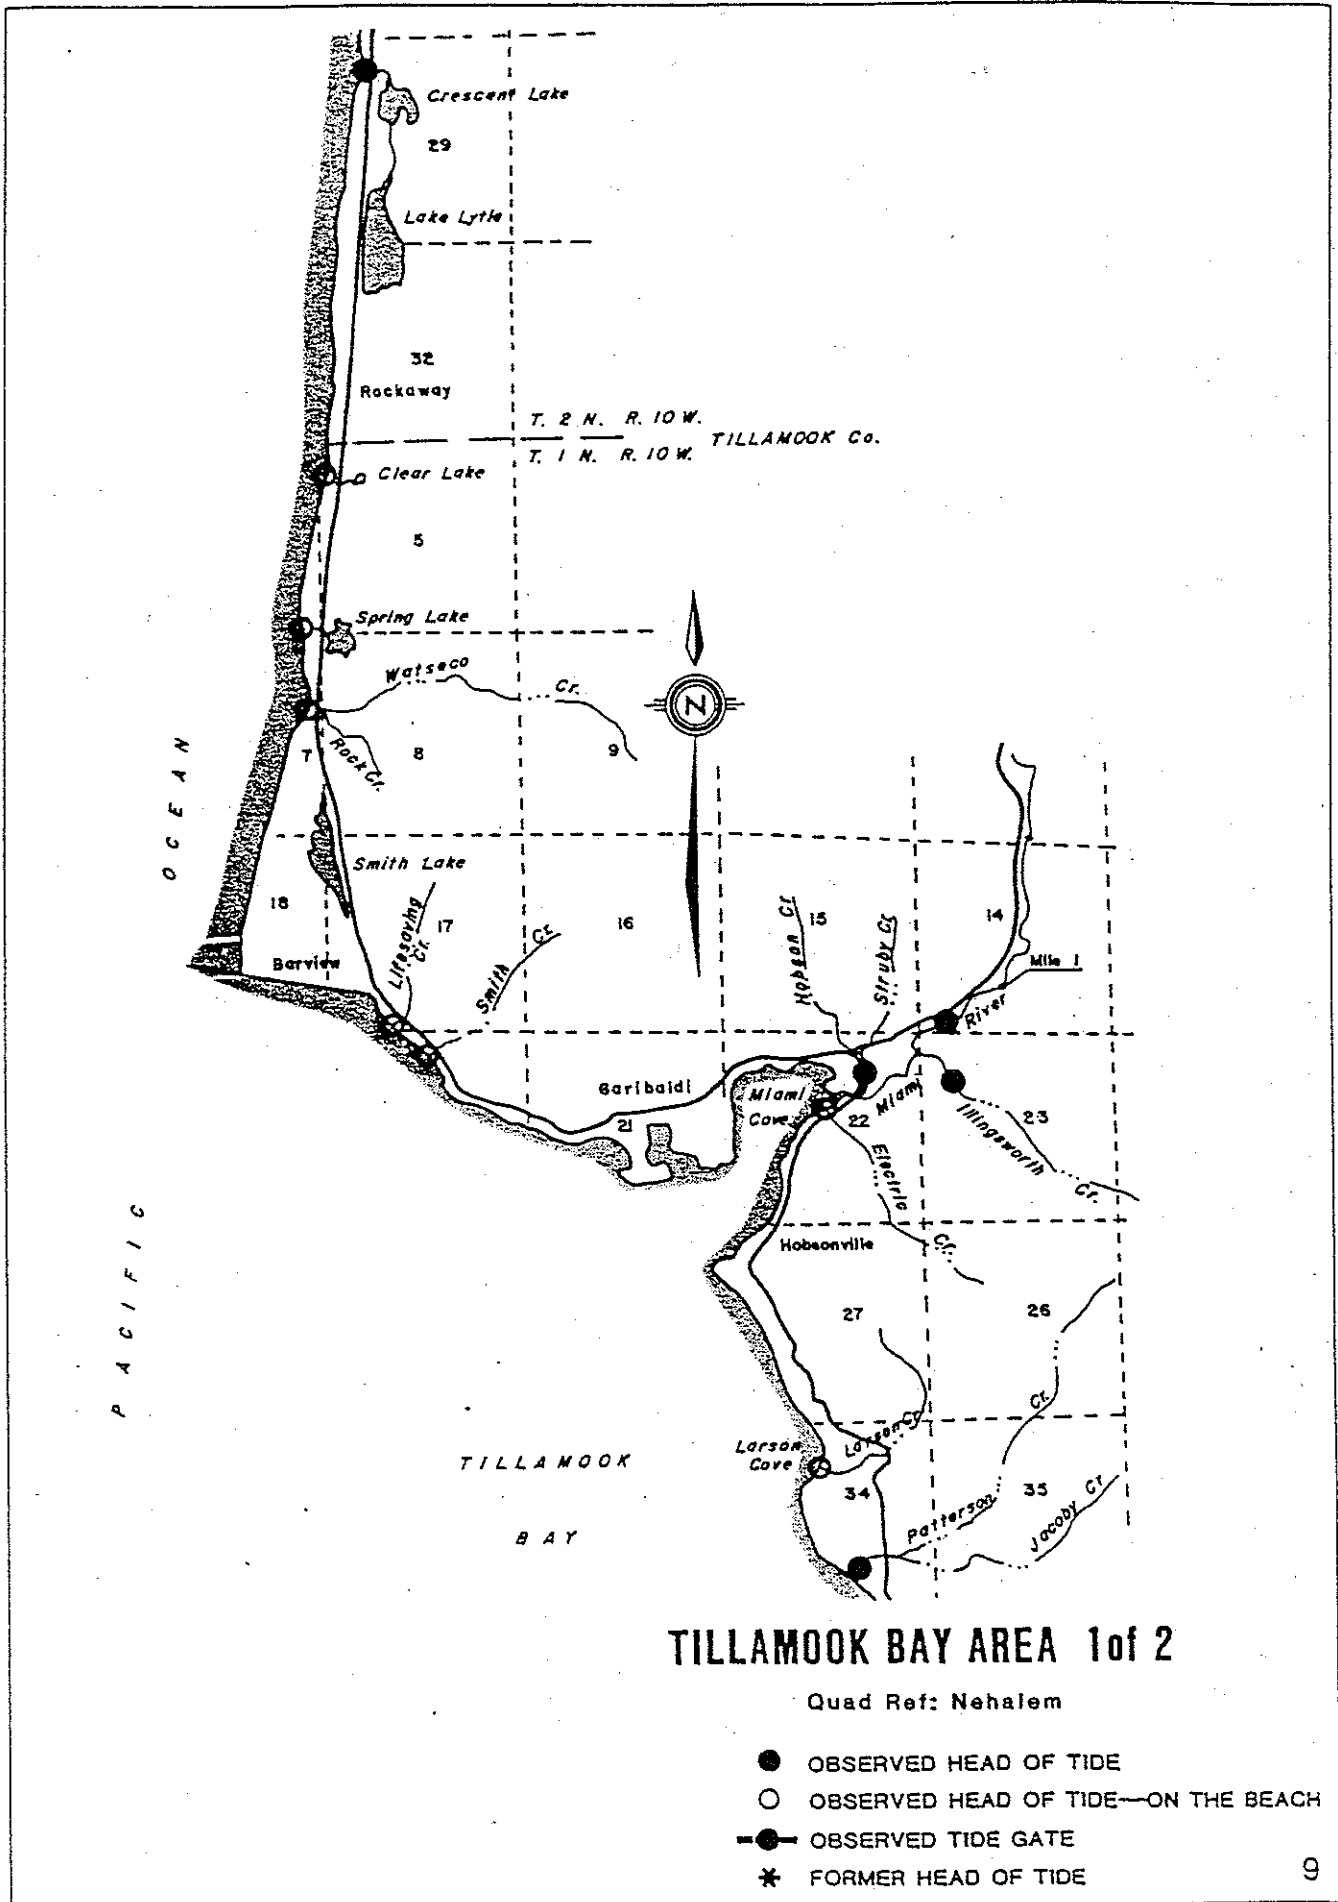 Crescent Lake
29
Lake Lytle
32
Rockaway
T. 2 N. R. 10 W.
TILLAMOOK Co.
T. 1 N. R. 10 W.
Clear Lake
5
Spring Lake
Watseco Cr.
N
7
Rock Cr.
8
9
OCEAN
Smith Lake
18
Lifesaving Cr.
17
Smith Cr
16
Hobson Cr
15
Struby Cr
14
Barview
Mile 1
River
Garibaldi
21
Miami
Cove
22
Miami
Illingsworth Cr.
23
Electric Cr.
Hobsonville
PACIFIC
27
26
Larson
Cove
Larson Cr
34
Patterson Cr.
35
Jacoby Cr
TILLAMOOK
BAY
TILLAMOOK BAY AREA 1of 2
Quad Ref: Nehalem
OBSERVED HEAD OF TIDE
OBSERVED HEAD OF TIDE—ON THE BEACH
OBSERVED TIDE GATE
FORMER HEAD OF TIDE
9